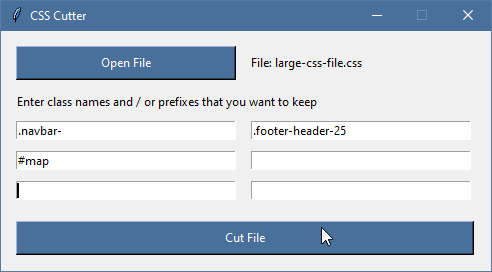 CSS Cutter
Open File
File: large-css-file.css
Enter class names and / or prefixes that you want to keep
.navbar-
.footer-header-25
#map
Cut File